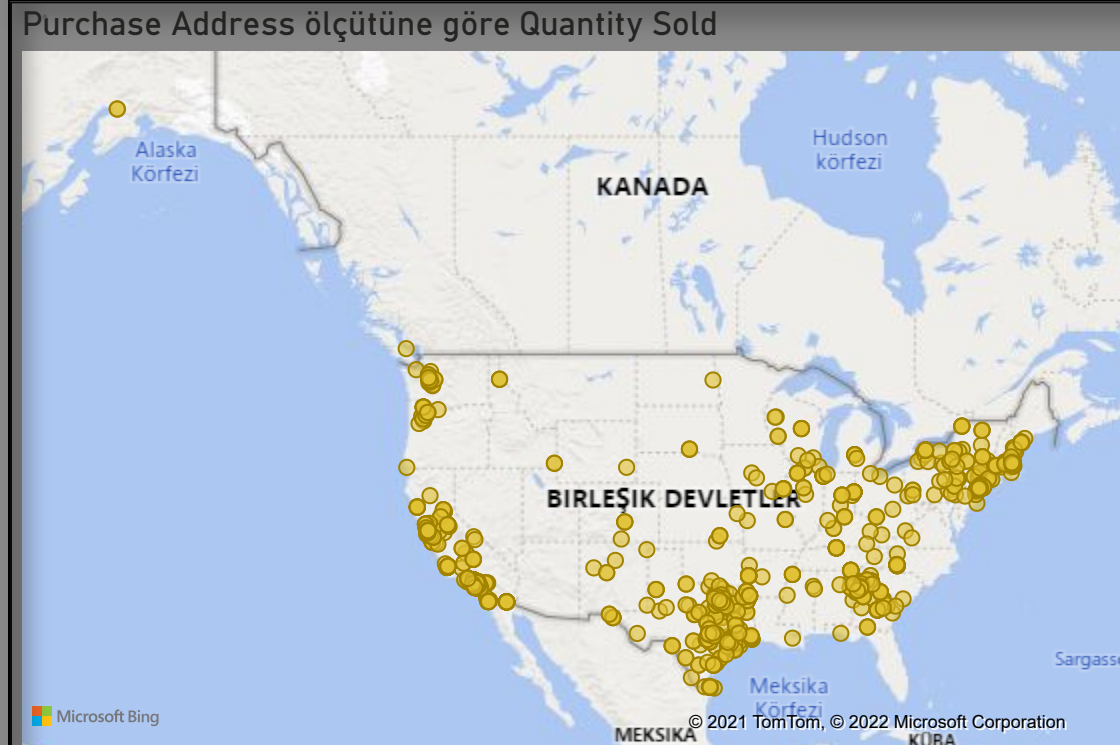 Purchase Address ölçütüne göre Quantity Sold
Alaska
Körfezi
Hudson
körfezi
KANADA
BIRLEŞIK DEVLETLER
Sargass
Meksika
Körfezi
Microsoft Bing
© 2021 TomTom, © 2022 Microsoft Corporation
MEKSIKA
KÜBA